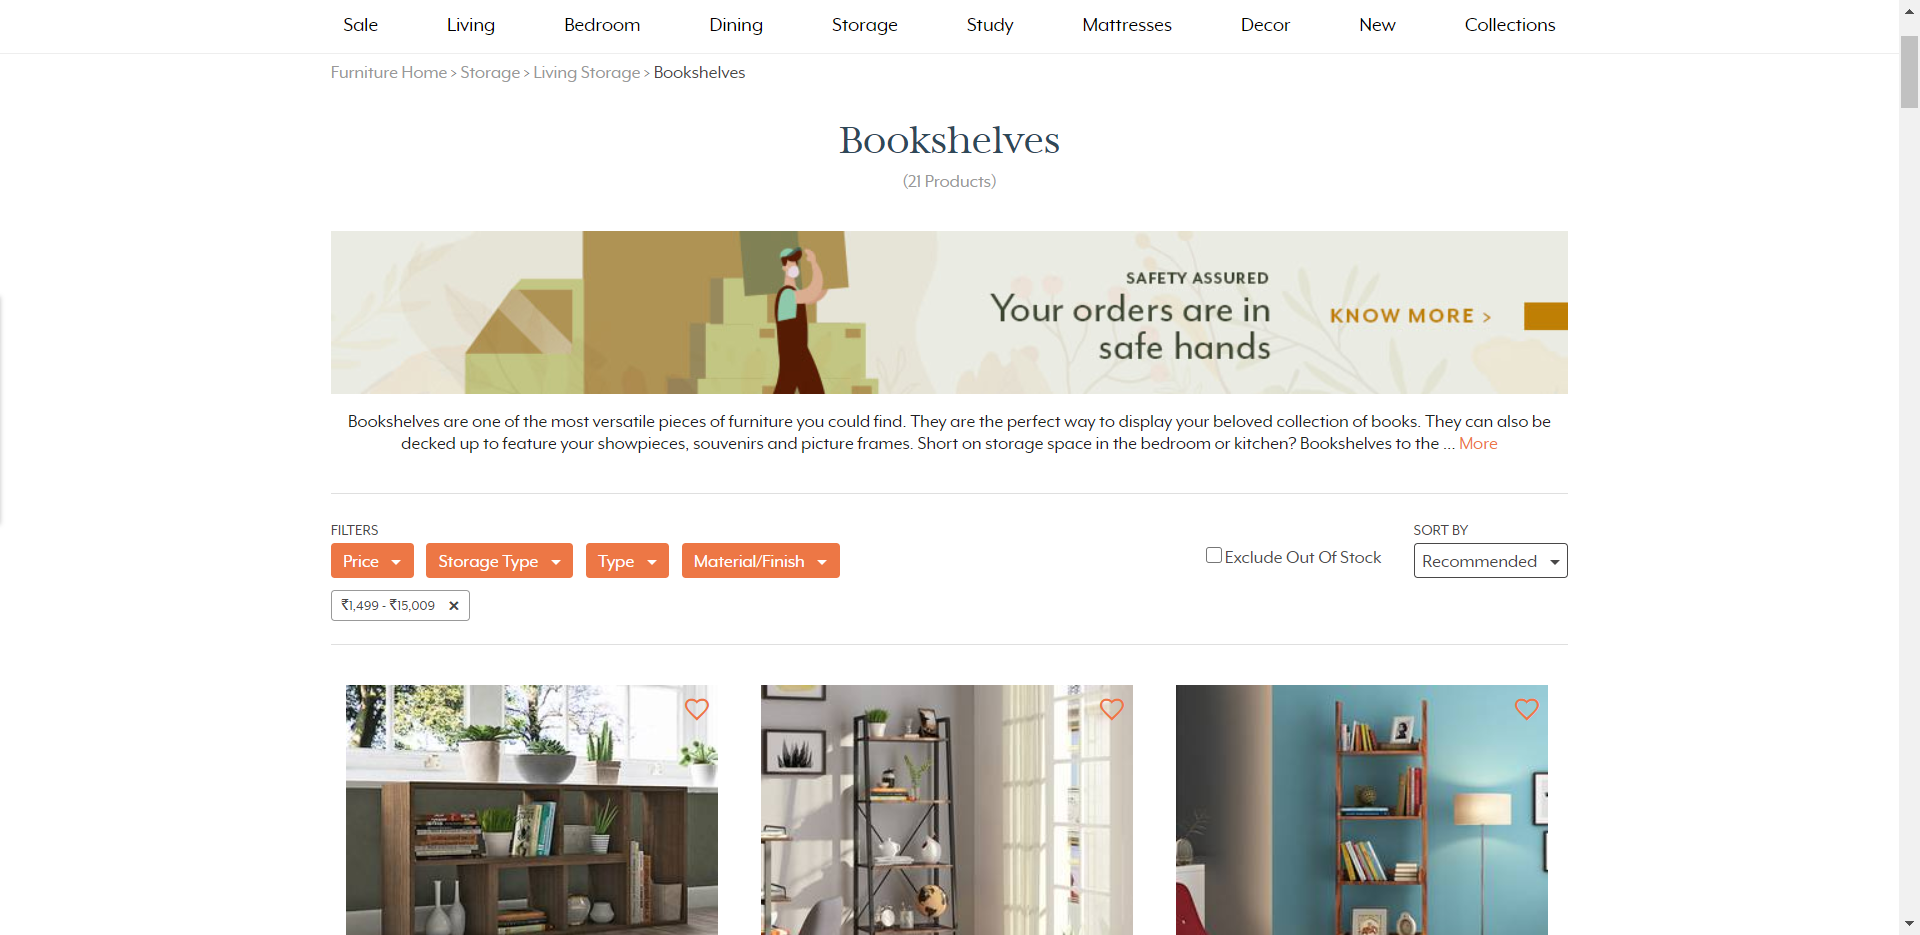 Sale Living Bedroom Dining Storage Study Mattresses Decor New Collections
Furniture Home > Storage > Living Storage > Bookshelves
Bookshelves
(21 Products)
SAFETY ASSURED
Your orders are in
safe hands
KNOW MORE >
Bookshelves are one of the most versatile pieces of furniture you could find. They are the perfect way to display your beloved collection of books. They can also be
decked up to feature your showpieces, souvenirs and picture frames. Short on storage space in the bedroom or kitchen? Bookshelves to the ... More
FILTERS
Price
Storage Type
Type
Material/Finish
Exclude Out Of Stock
SORT BY
Recommended
₹1,499 - ₹15,009 ✕